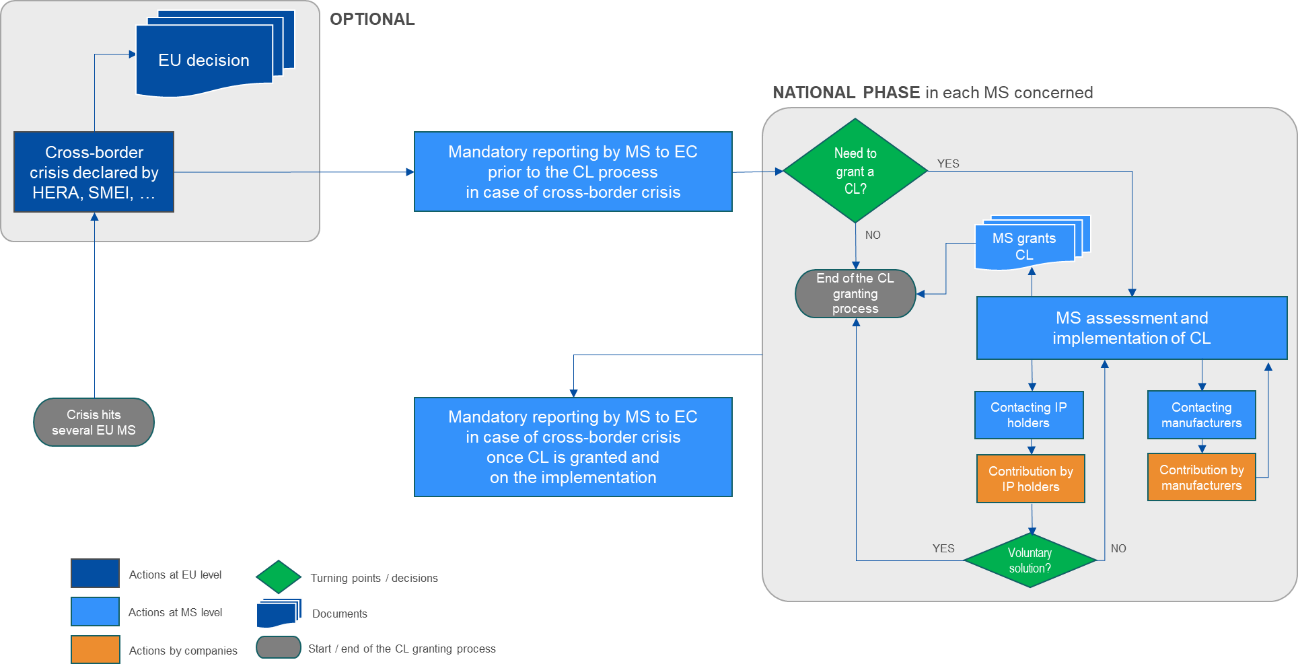 OPTIONAL
EU decision
Cross-border
crisis declared by
HERA, SMEI, …
Crisis hits
several EU MS
Mandatory reporting by MS to EC
prior to the CL process
in case of cross-border crisis
Mandatory reporting by MS to EC
in case of cross-border crisis
once CL is granted and
on the implementation
NATIONAL PHASE in each MS concerned
Need to
grant a
CL?
YES
NO
MS grants
CL
End of the CL
granting
process
MS assessment and
implementation of CL
Contacting IP
holders
Contacting
manufacturers
Contribution by
IP holders
Contribution by
manufacturers
YES
Voluntary
solution?
NO
Actions at EU level
Actions at MS level
Actions by companies
Turning points / decisions
Documents
Start / end of the CL granting process